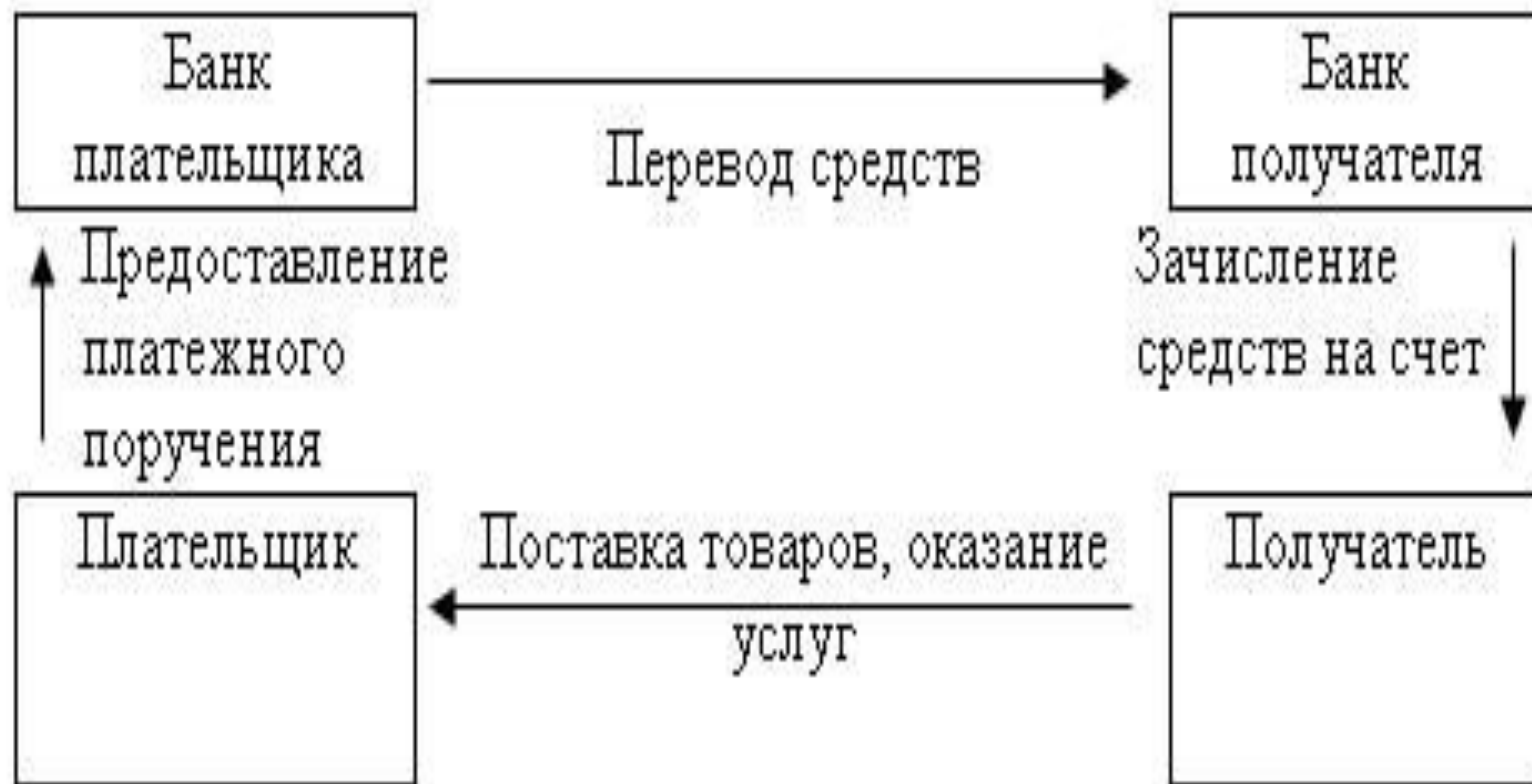 Банк
плательщика
Перевод средств
Банк
получателя
Предоставление
платежного
поручения
Зачисление
средств на счет
Плательщик
Поставка товаров, оказание
услуг
Получатель